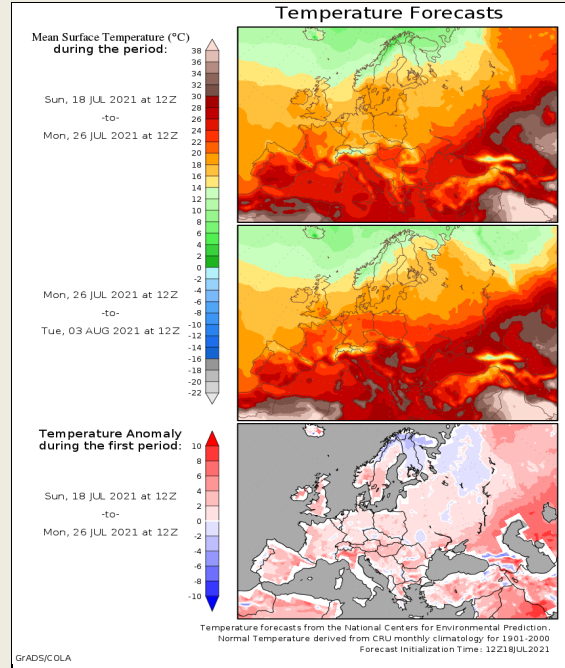 Temperature Forecasts
Mean Surface Temperature (°C)
during the period:
Sun, 18 JUL 2021 at 12Z
-to-
Mon, 26 JUL 2021 at 12Z
38
36
34
32
30
28
26
24
22
20
18
16
14
12
10
8
6
4
2
0
-2
-4
-6
-8
-10
-12
-14
-16
-18
-20
-22
Mon, 26 JUL 2021 at 12Z
-to-
Tue, 03 AUG 2021 at 12Z
Temperature Anomaly
during the first period:
Sun, 18 JUL 2021 at 12Z
-to-
Mon, 26 JUL 2021 at 12Z
10
8
6
4
2
0
-2
-4
-6
-8
-10
Temperature forecasts from the National Centers for Environmental Prediction.
Normal Temperature derived from CRU monthly climatology for 1901-2000
Forecast Initialization Time: 12Z18JUL2021
GrADS/COLA